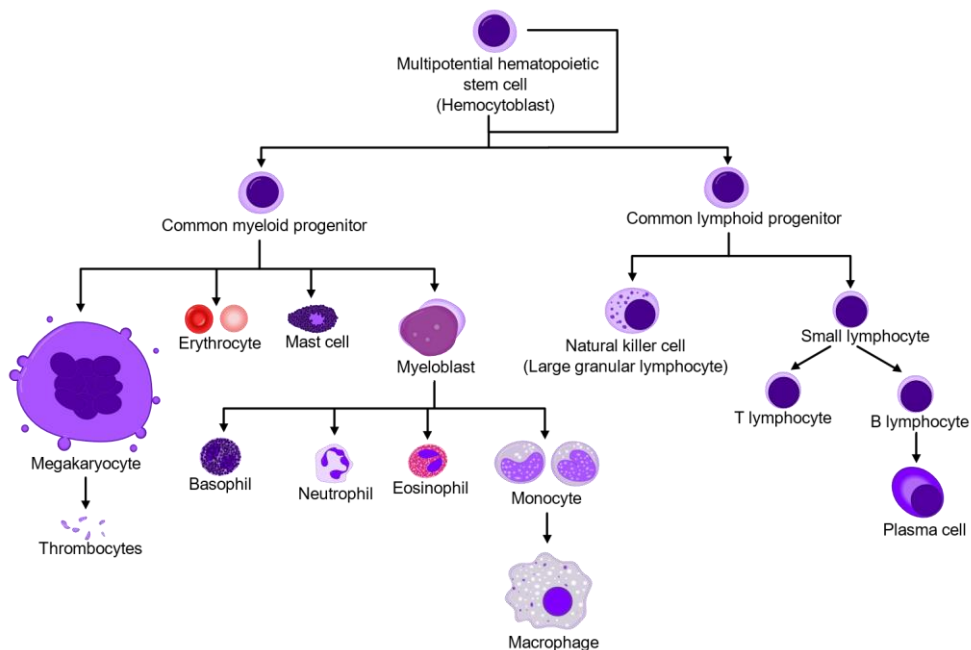 Multipotential hematopoietic
stem cell
(Hemocytoblast)
Common myeloid progenitor
Common lymphoid progenitor
Erythrocyte
Mast cell
Myeloblast
Natural killer cell
(Large granular lymphocyte)
Small lymphocyte
T lymphocyte
B lymphocyte
Megakaryocyte
Basophil
Neutrophil
Eosinophil
Monocyte
Plasma cell
Thrombocytes
Macrophage